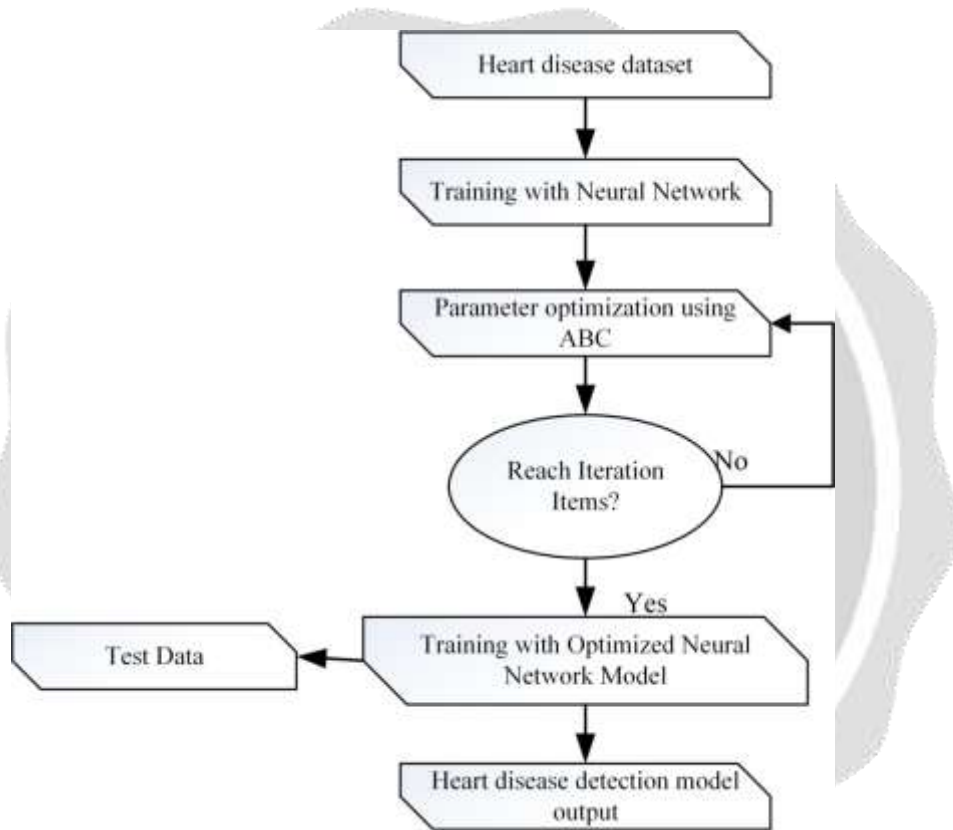 Heart disease dataset
Training with Neural Network
Parameter optimization using
ABC
No
Reach Iteration
Items?
Yes
Training with Optimized Neural
Network Model
Test Data
Heart disease detection model
output